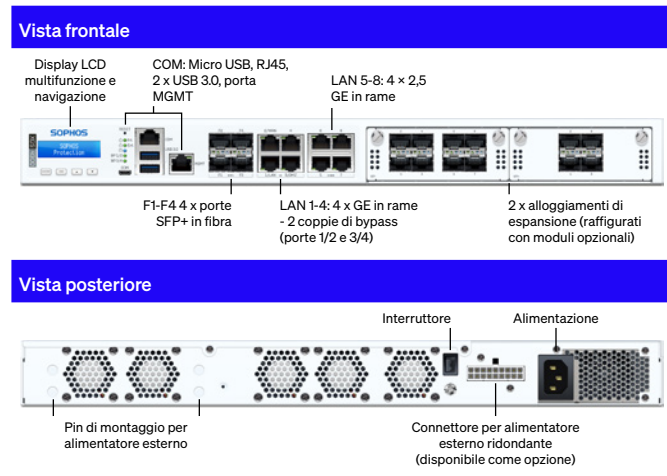 Vista frontale
Display LCD
multifunzione e
navigazione
COM: Micro USB, RJ45,
2 x USB 3.0, porta
MGMT
LAN 5-8: 4 × 2,5
GE in rame
SOPHOS
SOPHOS
Protection
F1-F4 4 x porte
SFP+ in fibra
LAN 1-4: 4 x GE in rame
- 2 coppie di bypass
(porte 1/2 e 3/4)
2 x alloggiamenti di
espansione (raffigurati
con moduli opzionali)
Vista posteriore
Interruttore
Alimentazione
Pin di montaggio per
alimentatore esterno
Connettore per alimentatore
esterno ridondante
(disponibile come opzione)